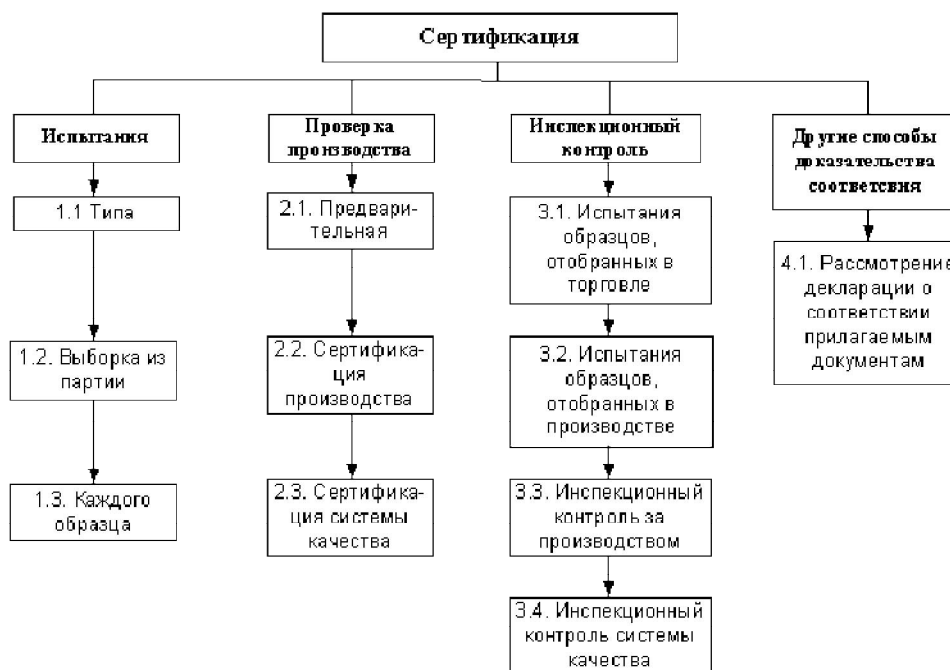 Сертификация
Испытания
1.1 Типа
1.2. Выборка из
партии
1.3. Каждого
образца
Проверка
производства
2.1. Предвари-
тельная
2.2. Сертифика-
ция
производства
2.3. Сертифика-
ция системы
качества
Инспекционный
контроль
3.1. Испытания
образцов,
отобранных в
торговле
3.2. Испытания
образцов,
отобранных в
производстве
3.3. Инспекционный
контроль за
производством
3.4. Инспекционный
контроль системы
качества
Другие способы
доказательства
соответсвия
4.1. Рассмотрение
декларации о
соответствии
прилагаемым
документам